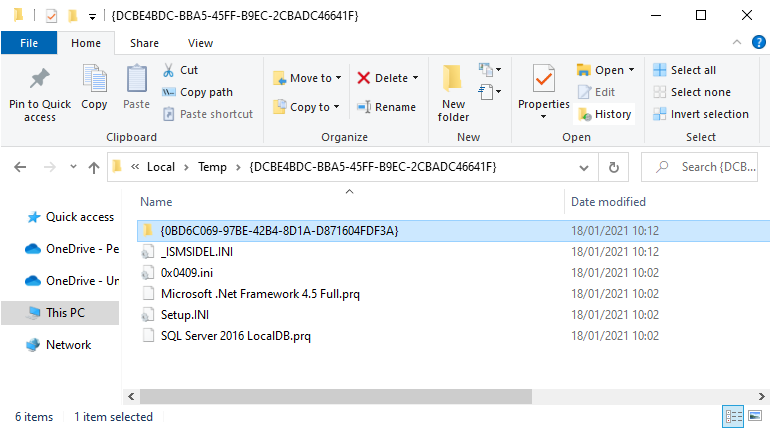 {DCBE4BDC-BBA5-45FF-B9EC-2CBADC46641F}
File Home Share View
Pin to Quick access
Copy
Paste
Cut
Copy path
Paste shortcut
Clipboard
Move to
Copy to
Delete
Rename
Organize
New folder
New
Properties
Open
Edit
History
Open
Select all
Select none
Invert selection
Select
« Local Temp {DCBE4BDC-BBA5-45FF-B9EC-2CBADC46641F}
Search {DCB...
Name Date modified
Quick access
OneDrive - Pe
OneDrive - Un
This PC
Network
{0BD6C069-97BE-42B4-8D1A-D871604FDF3A} 18/01/2021 10:12
_ISMSIDEL.INI 18/01/2021 10:12
0x0409.ini 18/01/2021 10:02
Microsoft .Net Framework 4.5 Full.prq 18/01/2021 10:02
Setup.INI 18/01/2021 10:02
SQL Server 2016 LocalDB.prq 18/01/2021 10:02
6 items 1 item selected